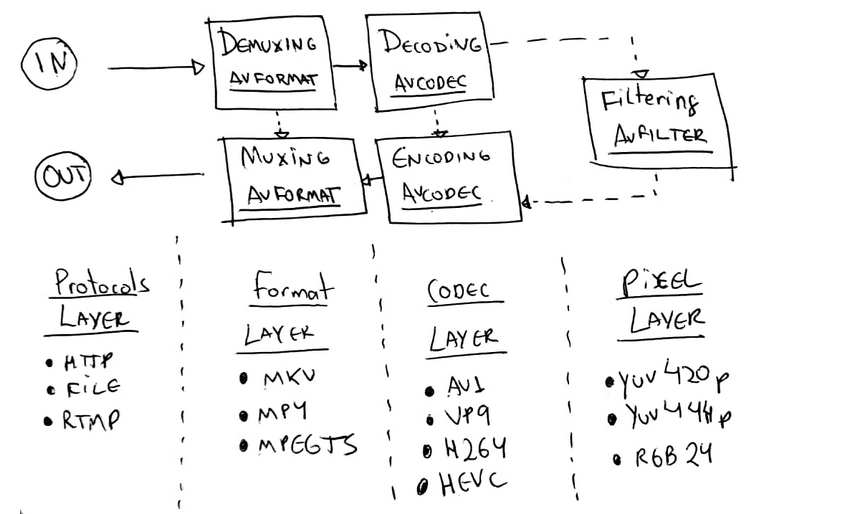 IN
DEMUXING
AVFORMAT
DECODING
AVCODEC
Filtering
AVFILTER
OUT
MUXING
AVFORMAT
ENCODING
AVCODEC
Protocols
LAYER
• HTTP
• FILE
• RTMP
Format
LAYER
• MKV
• MP4
• MPEGTS
CODEC
LAYER
• AV1
• VP9
• H264
• HEVC
PiXEL
LAYER
• YUV420p
• YUV444p
• RGB24